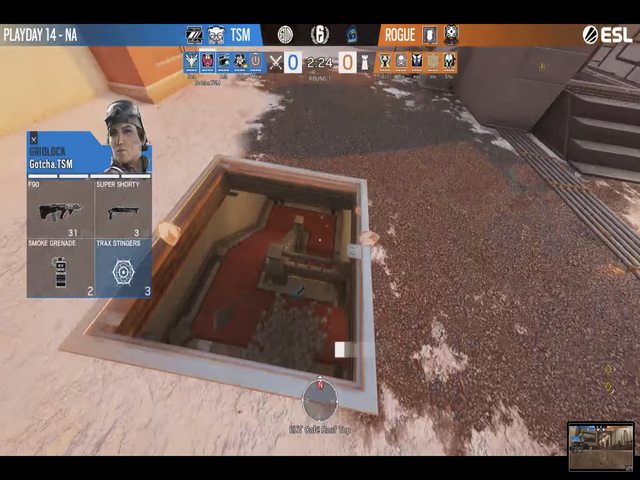 PLAYDAY 14 - NA
TSM
ROGUE
ESL
0
2:24
0
ROUND 1
GRIDLOCK
Gotcha.TSM
F90
SUPER SHORTY
31
3
SMOKE GRENADE
TRAX STINGERS
2
3
N
EXT Café Roof Top